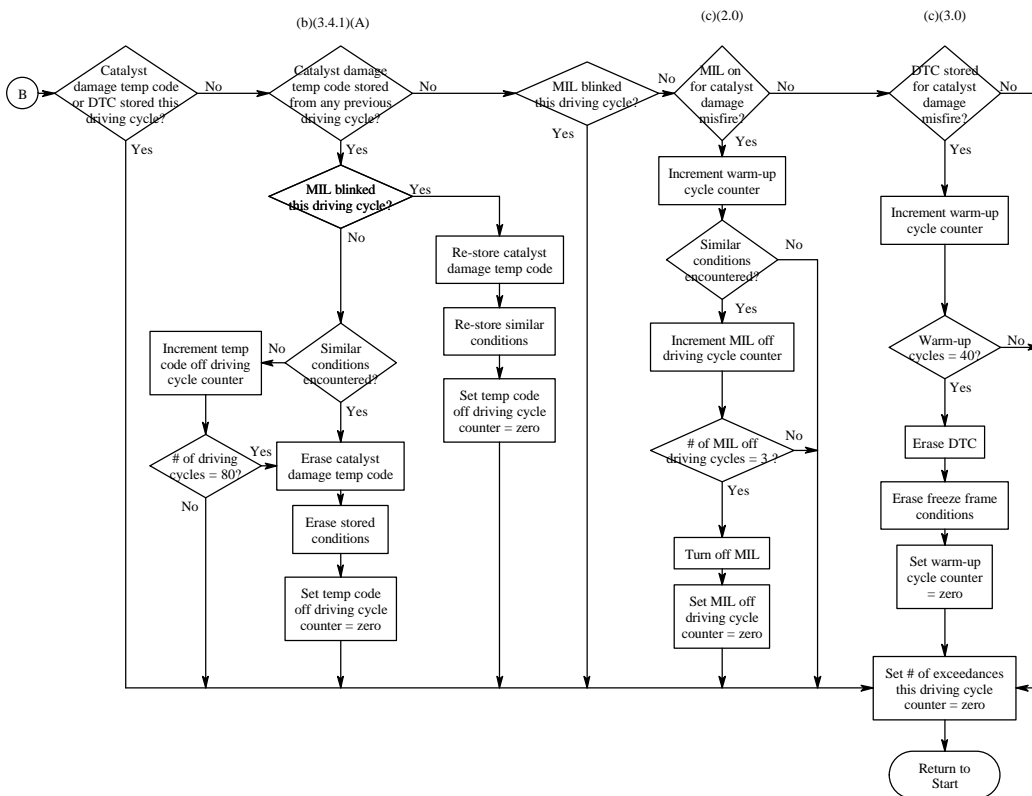 (b)(3.4.1)(A)
(c)(2.0)
(c)(3.0)
B
Catalyst
damage temp code
or DTC stored this
driving cycle?
No
Yes
Catalyst damage
temp code stored
from any previous
driving cycle?
No
Yes
MIL blinked
this driving cycle?
No
Yes
MIL on
for catalyst
damage
misfire?
No
Yes
DTC stored
for catalyst
damage
misfire?
No
Yes
MIL blinked
this driving cycle?
Yes
No
Re-store catalyst
damage temp code
Re-store similar
conditions
Set temp code
off driving cycle
counter = zero
Similar
conditions
encountered?
No
Yes
Increment temp
code off driving
cycle counter
# of driving
cycles = 80?
Yes
No
Erase catalyst
damage temp code
Erase stored
conditions
Set temp code
off driving cycle
counter = zero
Increment warm-up
cycle counter
Similar
conditions
encountered?
No
Yes
Increment MIL off
driving cycle counter
# of MIL off
driving cycles = 3 ?
No
Yes
Turn off MIL
Set MIL off
driving cycle
counter = zero
Increment warm-up
cycle counter
Warm-up
cycles = 40?
No
Yes
Erase DTC
Erase freeze frame
conditions
Set warm-up
cycle counter
= zero
Set # of exceedances
this driving cycle
counter = zero
Return to
Start